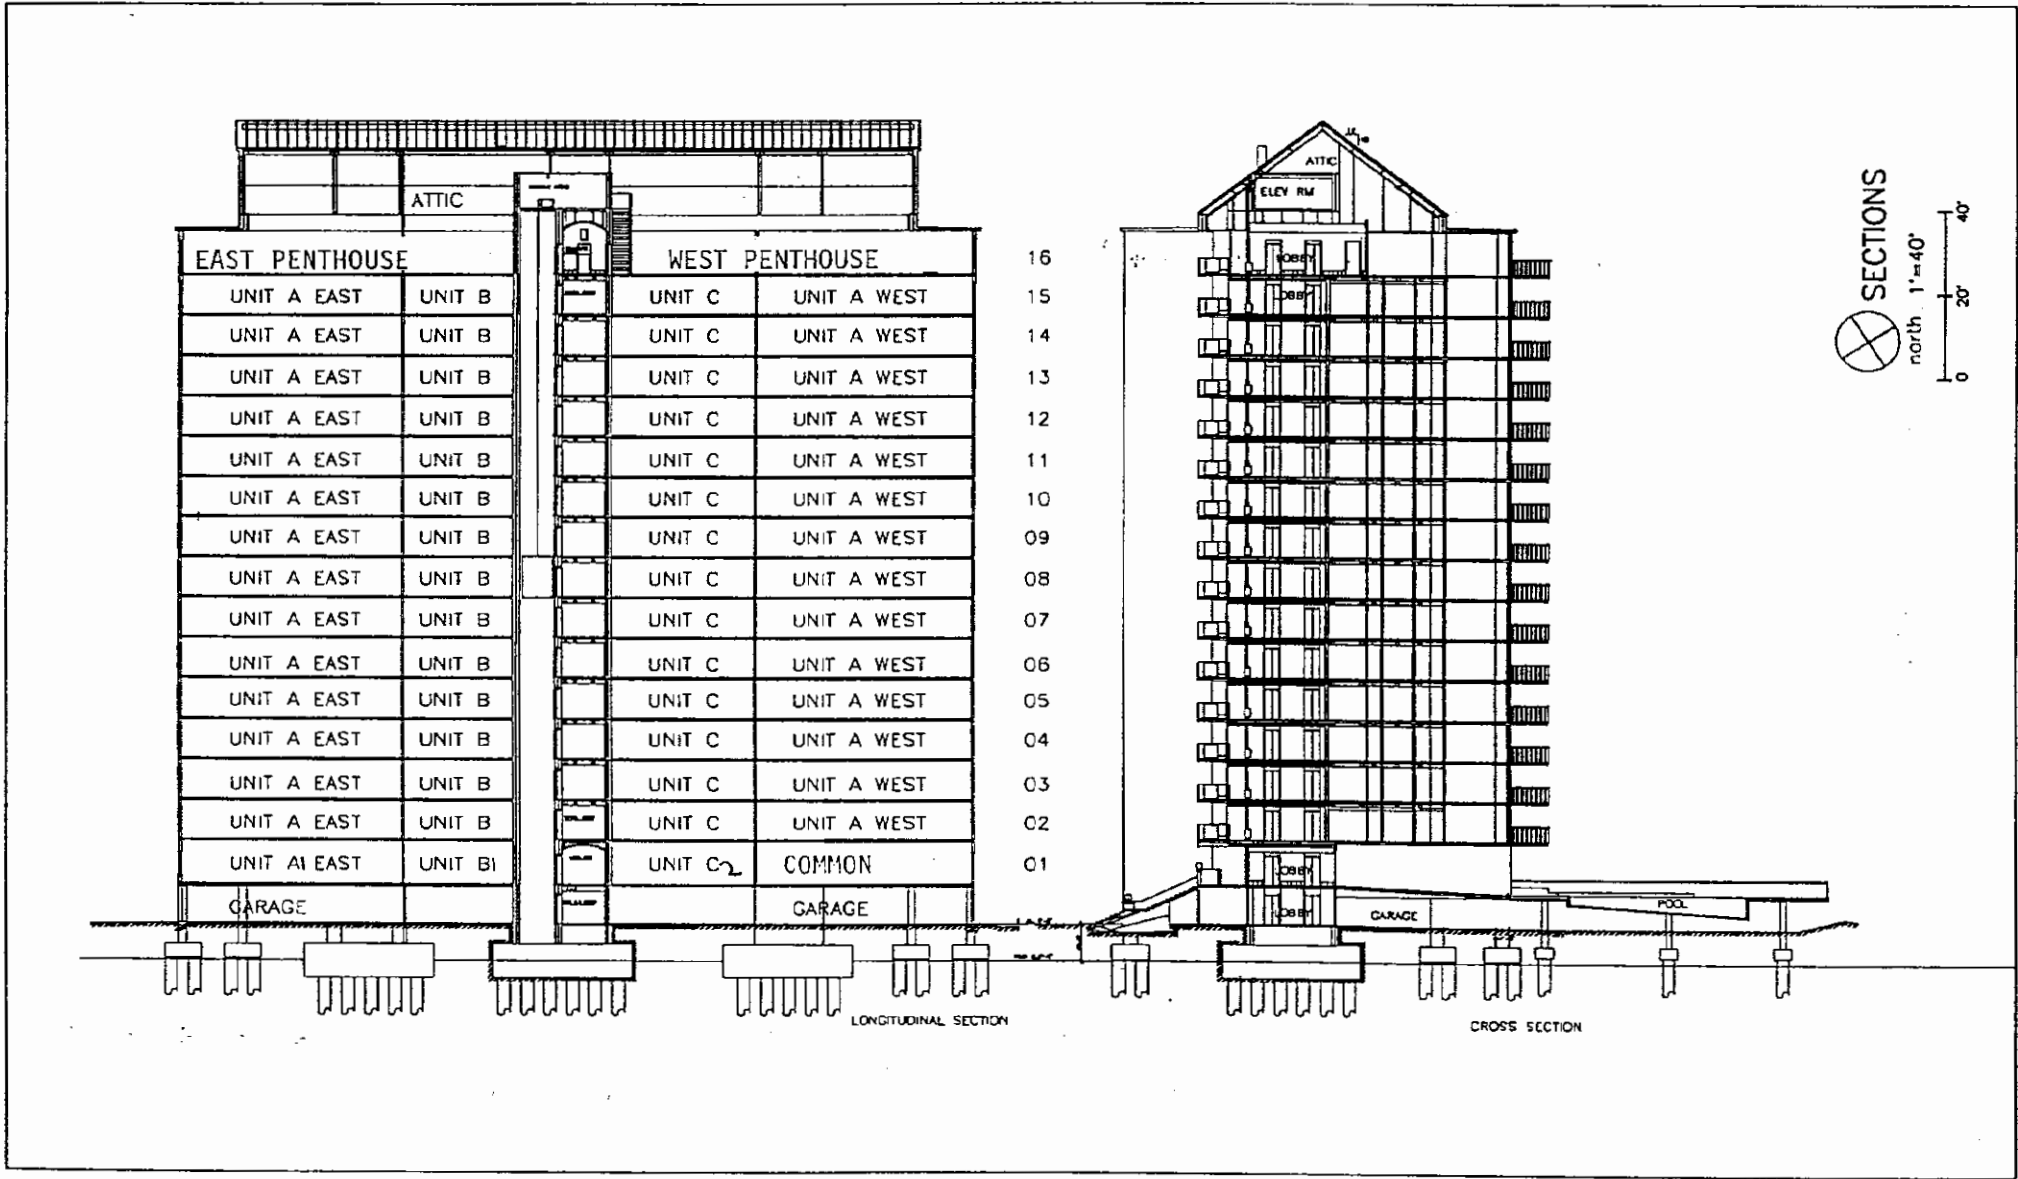 ATTIC
EAST PENTHOUSE WEST PENTHOUSE 16
UNIT A EAST UNIT B UNIT C UNIT A WEST 15
UNIT A EAST UNIT B UNIT C UNIT A WEST 14
UNIT A EAST UNIT B UNIT C UNIT A WEST 13
UNIT A EAST UNIT B UNIT C UNIT A WEST 12
UNIT A EAST UNIT B UNIT C UNIT A WEST 11
UNIT A EAST UNIT B UNIT C UNIT A WEST 10
UNIT A EAST UNIT B UNIT C UNIT A WEST 09
UNIT A EAST UNIT B UNIT C UNIT A WEST 08
UNIT A EAST UNIT B UNIT C UNIT A WEST 07
UNIT A EAST UNIT B UNIT C UNIT A WEST 06
UNIT A EAST UNIT B UNIT C UNIT A WEST 05
UNIT A EAST UNIT B UNIT C UNIT A WEST 04
UNIT A EAST UNIT B UNIT C UNIT A WEST 03
UNIT A EAST UNIT B UNIT C UNIT A WEST 02
UNIT A1 EAST UNIT B1 UNIT C2 COMMON 01
GARAGE GARAGE
LONGITUDINAL SECTION
ATTIC
ELEV RM
LOBBY
LOBBY
LOBBY
LOBBY
GARAGE
POOL
CROSS SECTION
SECTIONS
north 1"=40'
0 20' 40'